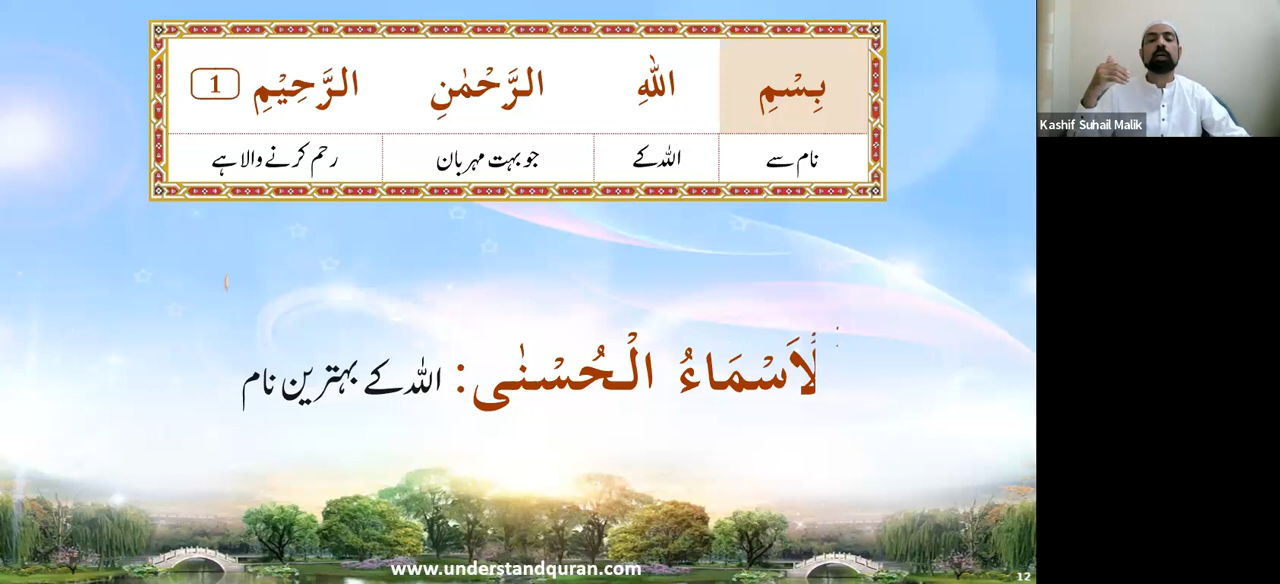 بِسْمِ اللّٰهِ الرَّحْمٰنِ الرَّحِيْمِ 1
نام سے اللہ کے جو بہت مہربان رحم کرنے والا ہے
Kashif Suhail Malik
لْاَسْمَاءُ الْحُسْنٰى: اللہ کے بہترین نام
www.understandquran.com
12